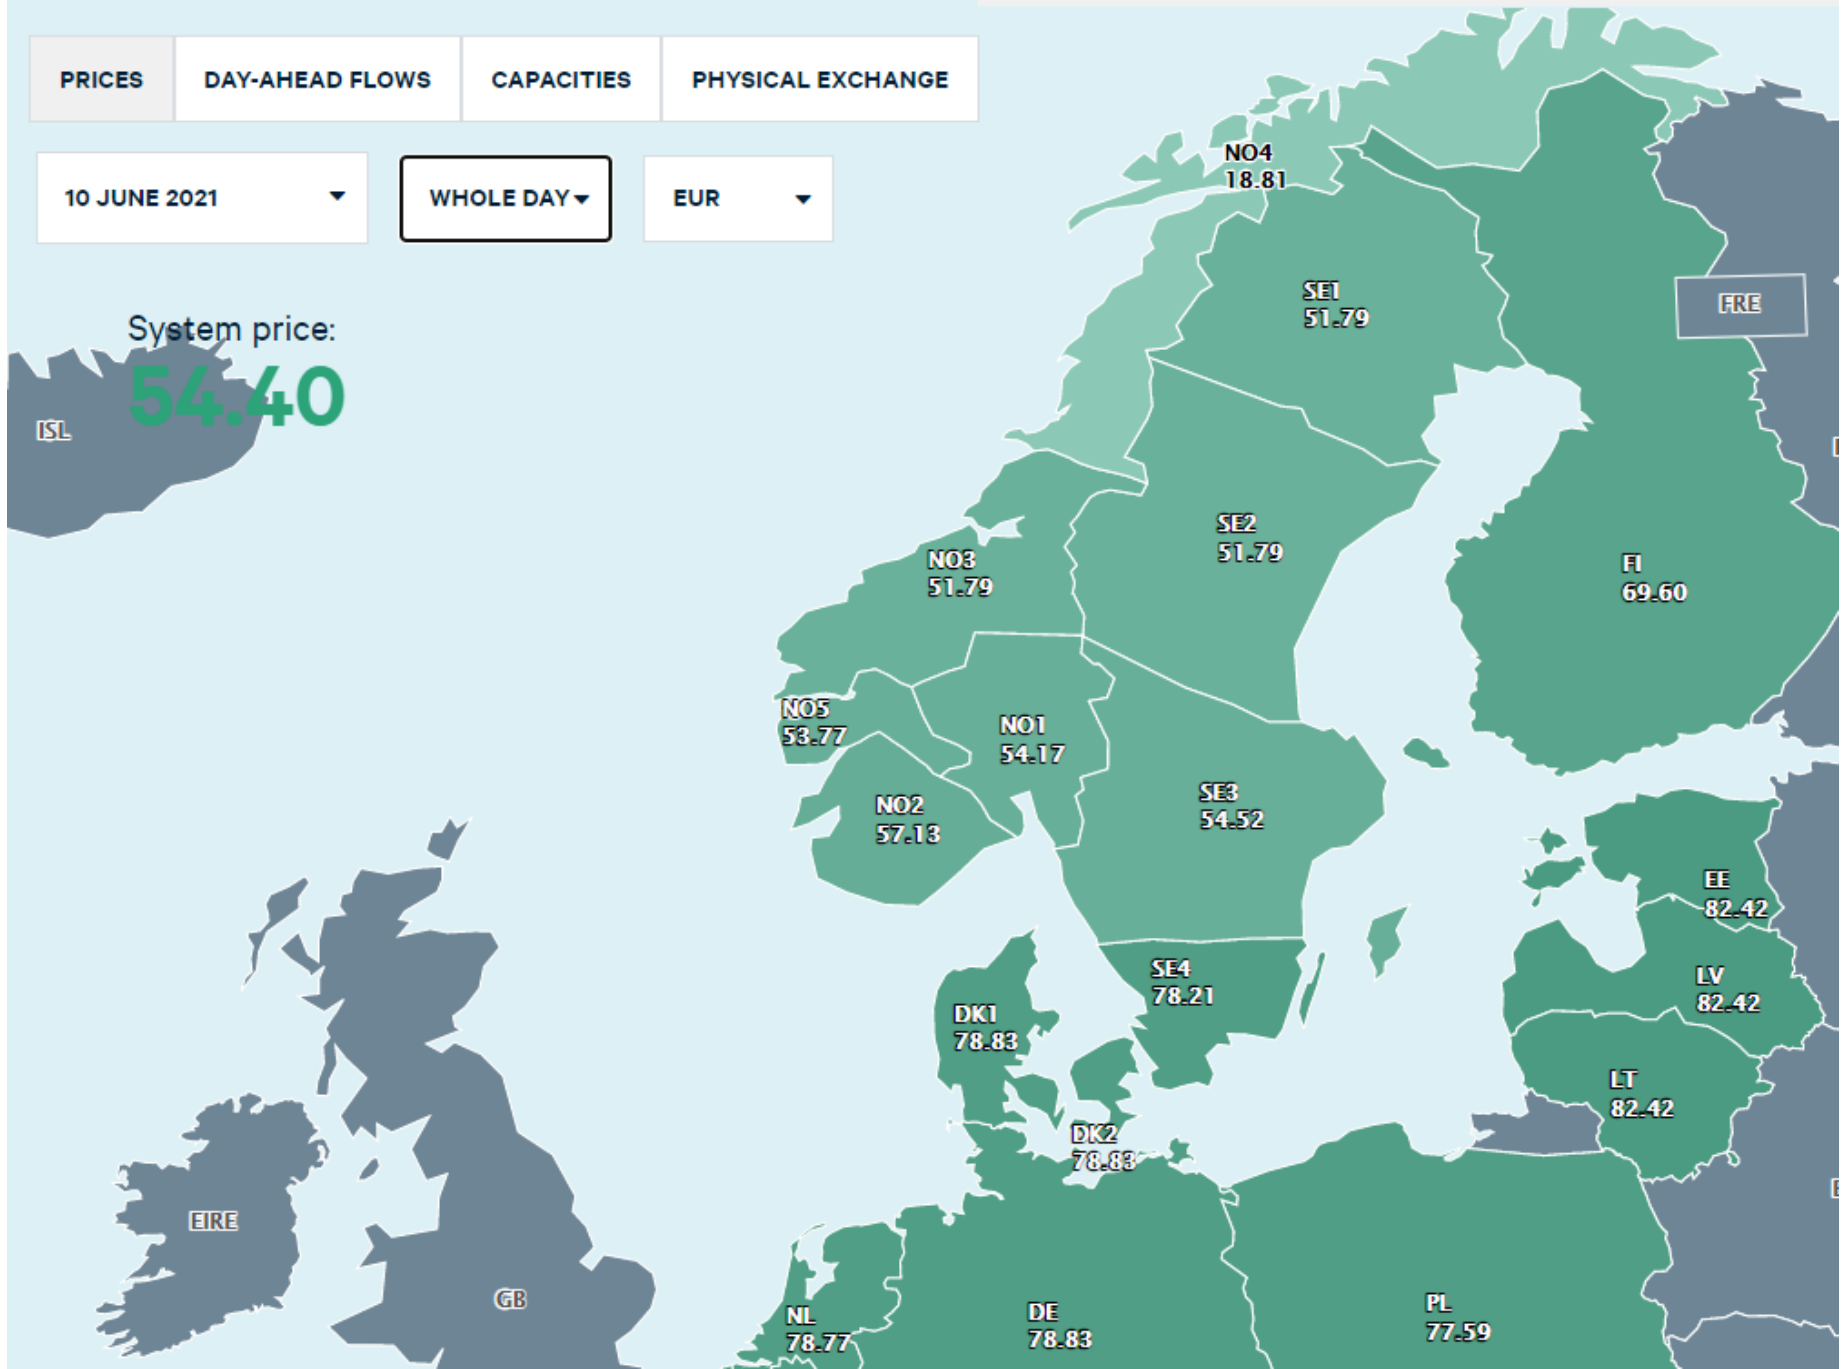 PRICES
DAY-AHEAD FLOWS
CAPACITIES
PHYSICAL EXCHANGE
10 JUNE 2021
WHOLE DAY
EUR
System price:
54.40
NO4
18.81
SE1
51.79
FRE
ISL
SE2
51.79
NO3
51.79
FI
69.60
NO5
53.77
NO1
54.17
NO2
57.13
SE3
54.52
EE
82.42
SE4
78.21
LV
82.42
DK1
78.83
LT
82.42
DK2
78.83
EIRE
GB
NL
78.77
DE
78.83
PL
77.59